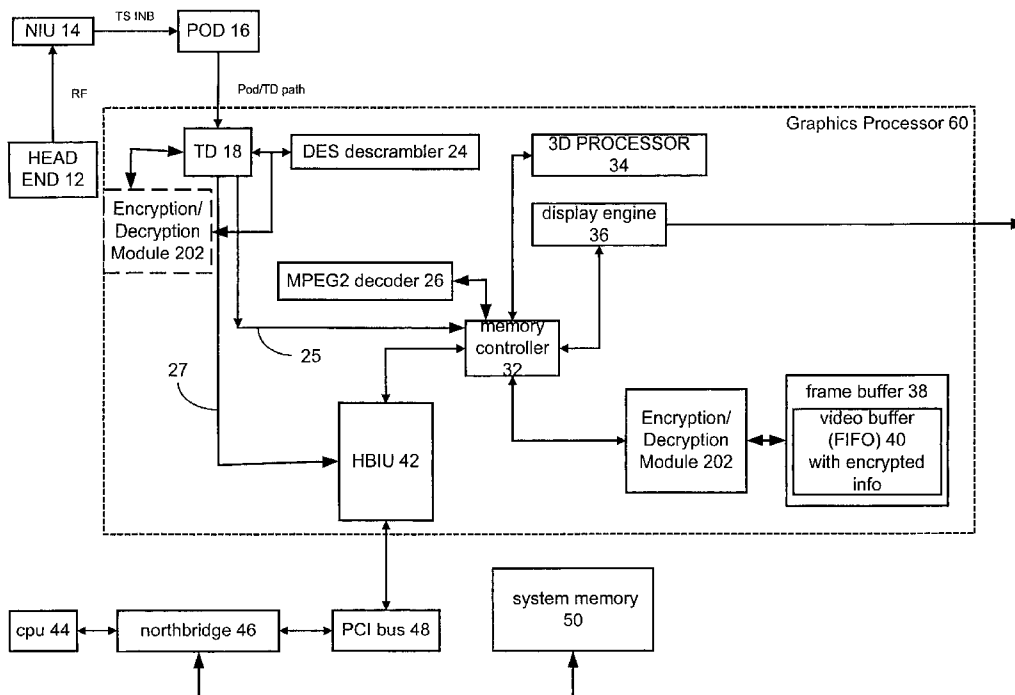 NIU 14
TS INB
POD 16
RF
Pod/TD path
Graphics Processor 60
HEAD
END 12
TD 18
DES descrambler 24
3D PROCESSOR
34
Encryption/
Decryption
Module 202
display engine
36
MPEG2 decoder 26
memory
controller
32
25
27
HBIU 42
Encryption/
Decryption
Module 202
frame buffer 38
video buffer
(FIFO) 40
with encrypted
info
system memory
50
cpu 44
northbridge 46
PCI bus 48